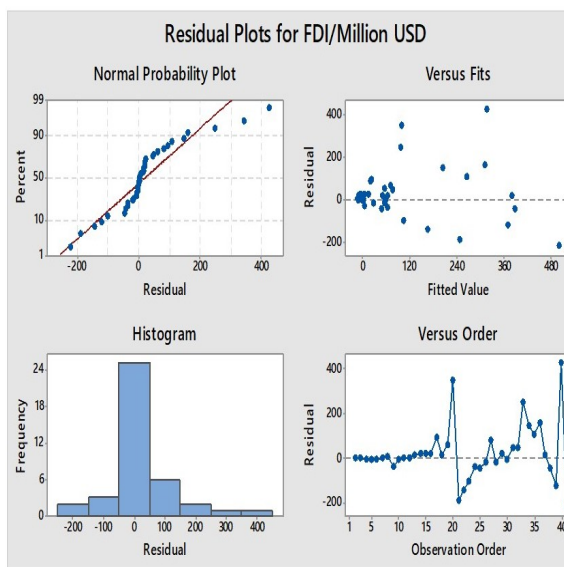 Residual Plots for FDI/Million USD
Normal Probability Plot
99
90
50
10
1
Percent
-200 0 200 400
Residual
Versus Fits
400
200
0
-200
Residual
0 120 240 360 480
Fitted Value
Histogram
24
18
12
6
0
Frequency
-200 -100 0 100 200 300 400
Residual
Versus Order
400
200
0
-200
Residual
1 5 10 15 20 25 30 35 40
Observation Order